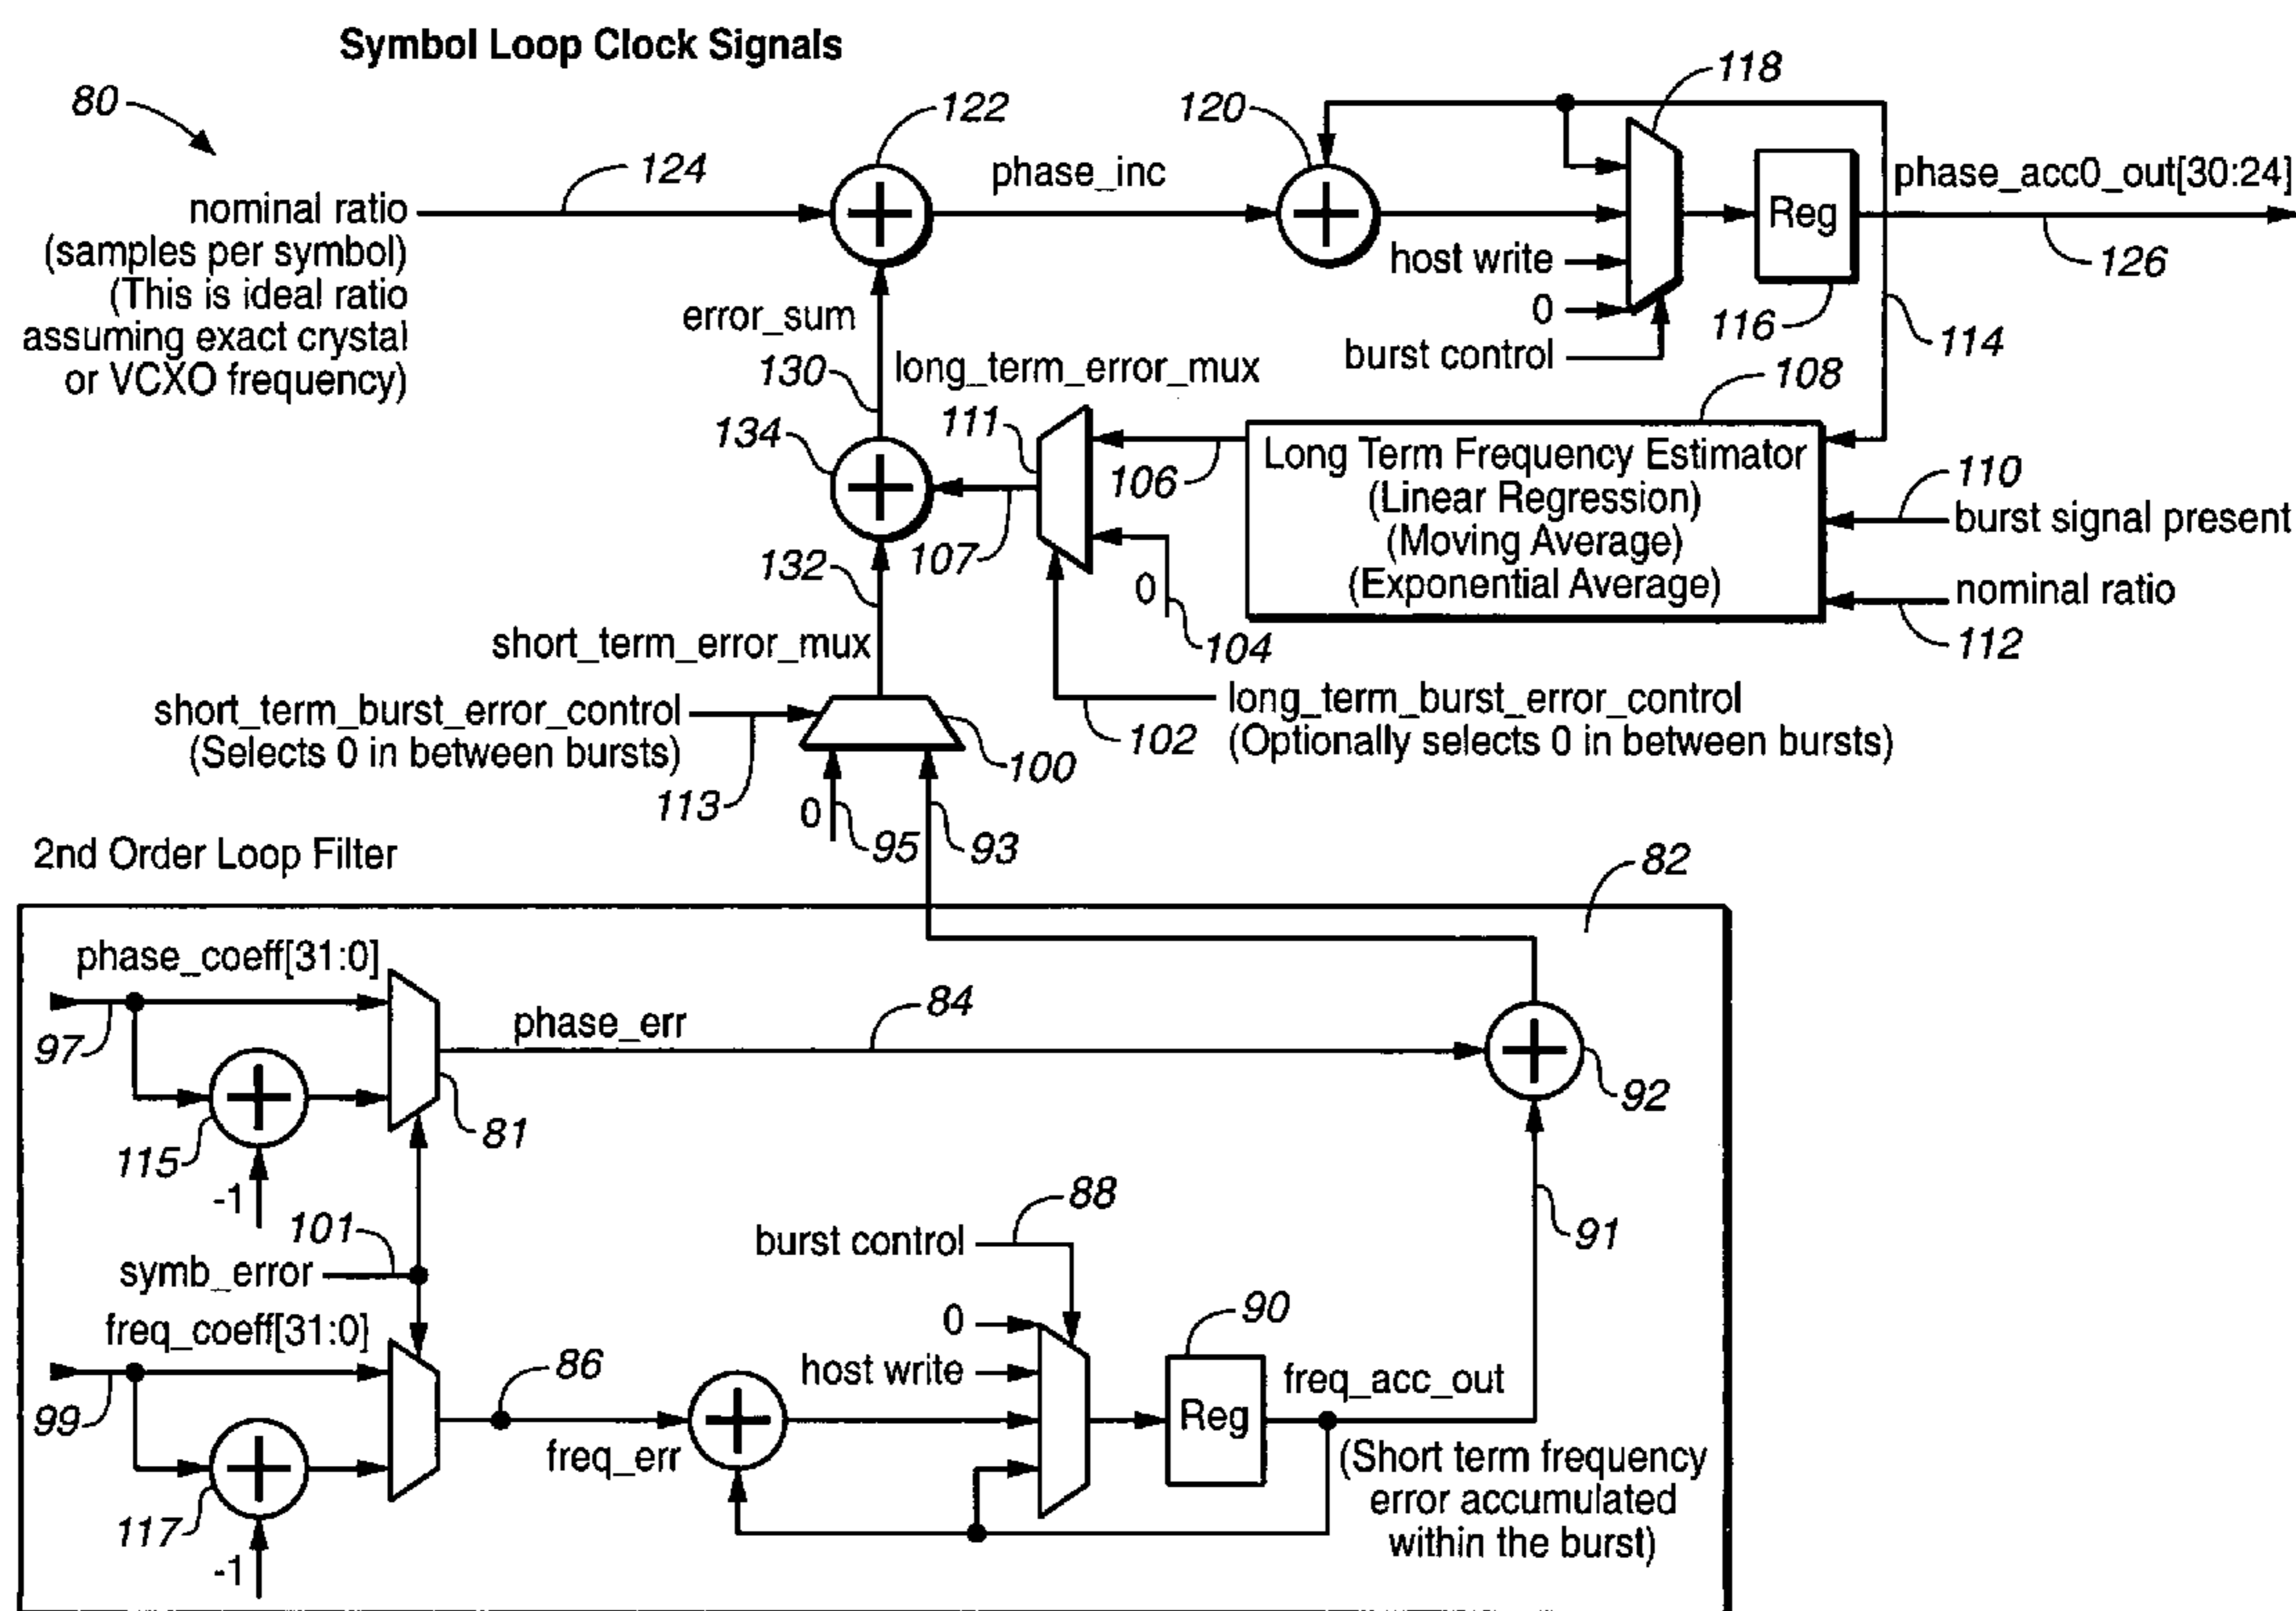 Symbol Loop Clock Signals
80
122
120
118
124
phase_inc
phase_acc0_out[30:24]
nominal ratio
(samples per symbol)
(This is ideal ratio
assuming exact crystal
or VCXO frequency)
Reg
host write
126
0
116
burst control
114
error_sum
130
long_term_error_mux
108
134
111
106
Long Term Frequency Estimator
(Linear Regression)
(Moving Average)
(Exponential Average)
110
burst signal present
132
107
0
nominal ratio
104
112
short_term_error_mux
short_term_burst_error_control
(Selects 0 in between bursts)
long_term_burst_error_control
102
(Optionally selects 0 in between bursts)
100
113
0
95
93
2nd Order Loop Filter
82
phase_coeff[31:0]
97
phase_err
84
92
81
115
-1
88
101
burst control
91
symb_error
0
90
freq_coeff[31:0]
86
host write
freq_acc_out
99
Reg
freq_err
(Short term frequency
error accumulated
within the burst)
117
-1